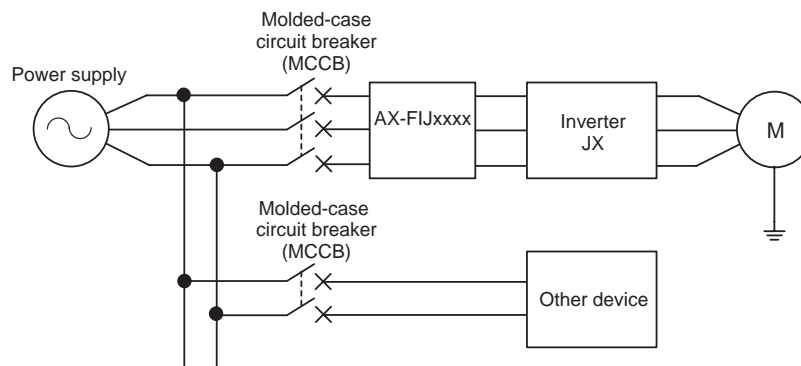 Molded-case
circuit breaker
(MCCB)
Power supply
AX-FIJxxxx
Inverter
JX
M
Molded-case
circuit breaker
(MCCB)
Other device